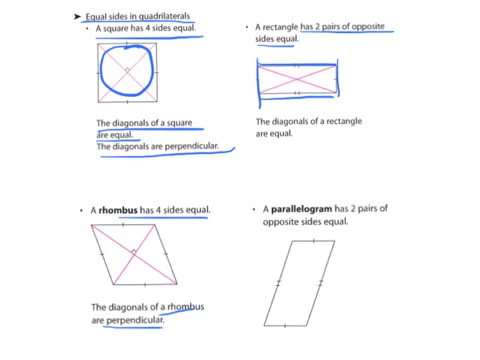 ➤ Equal sides in quadrilaterals
• A square has 4 sides equal.
The diagonals of a square
are equal.
The diagonals are perpendicular.
• A rectangle has 2 pairs of opposite
sides equal.
The diagonals of a rectangle
are equal.
• A rhombus has 4 sides equal.
The diagonals of a rhombus
are perpendicular.
• A parallelogram has 2 pairs of
opposite sides equal.